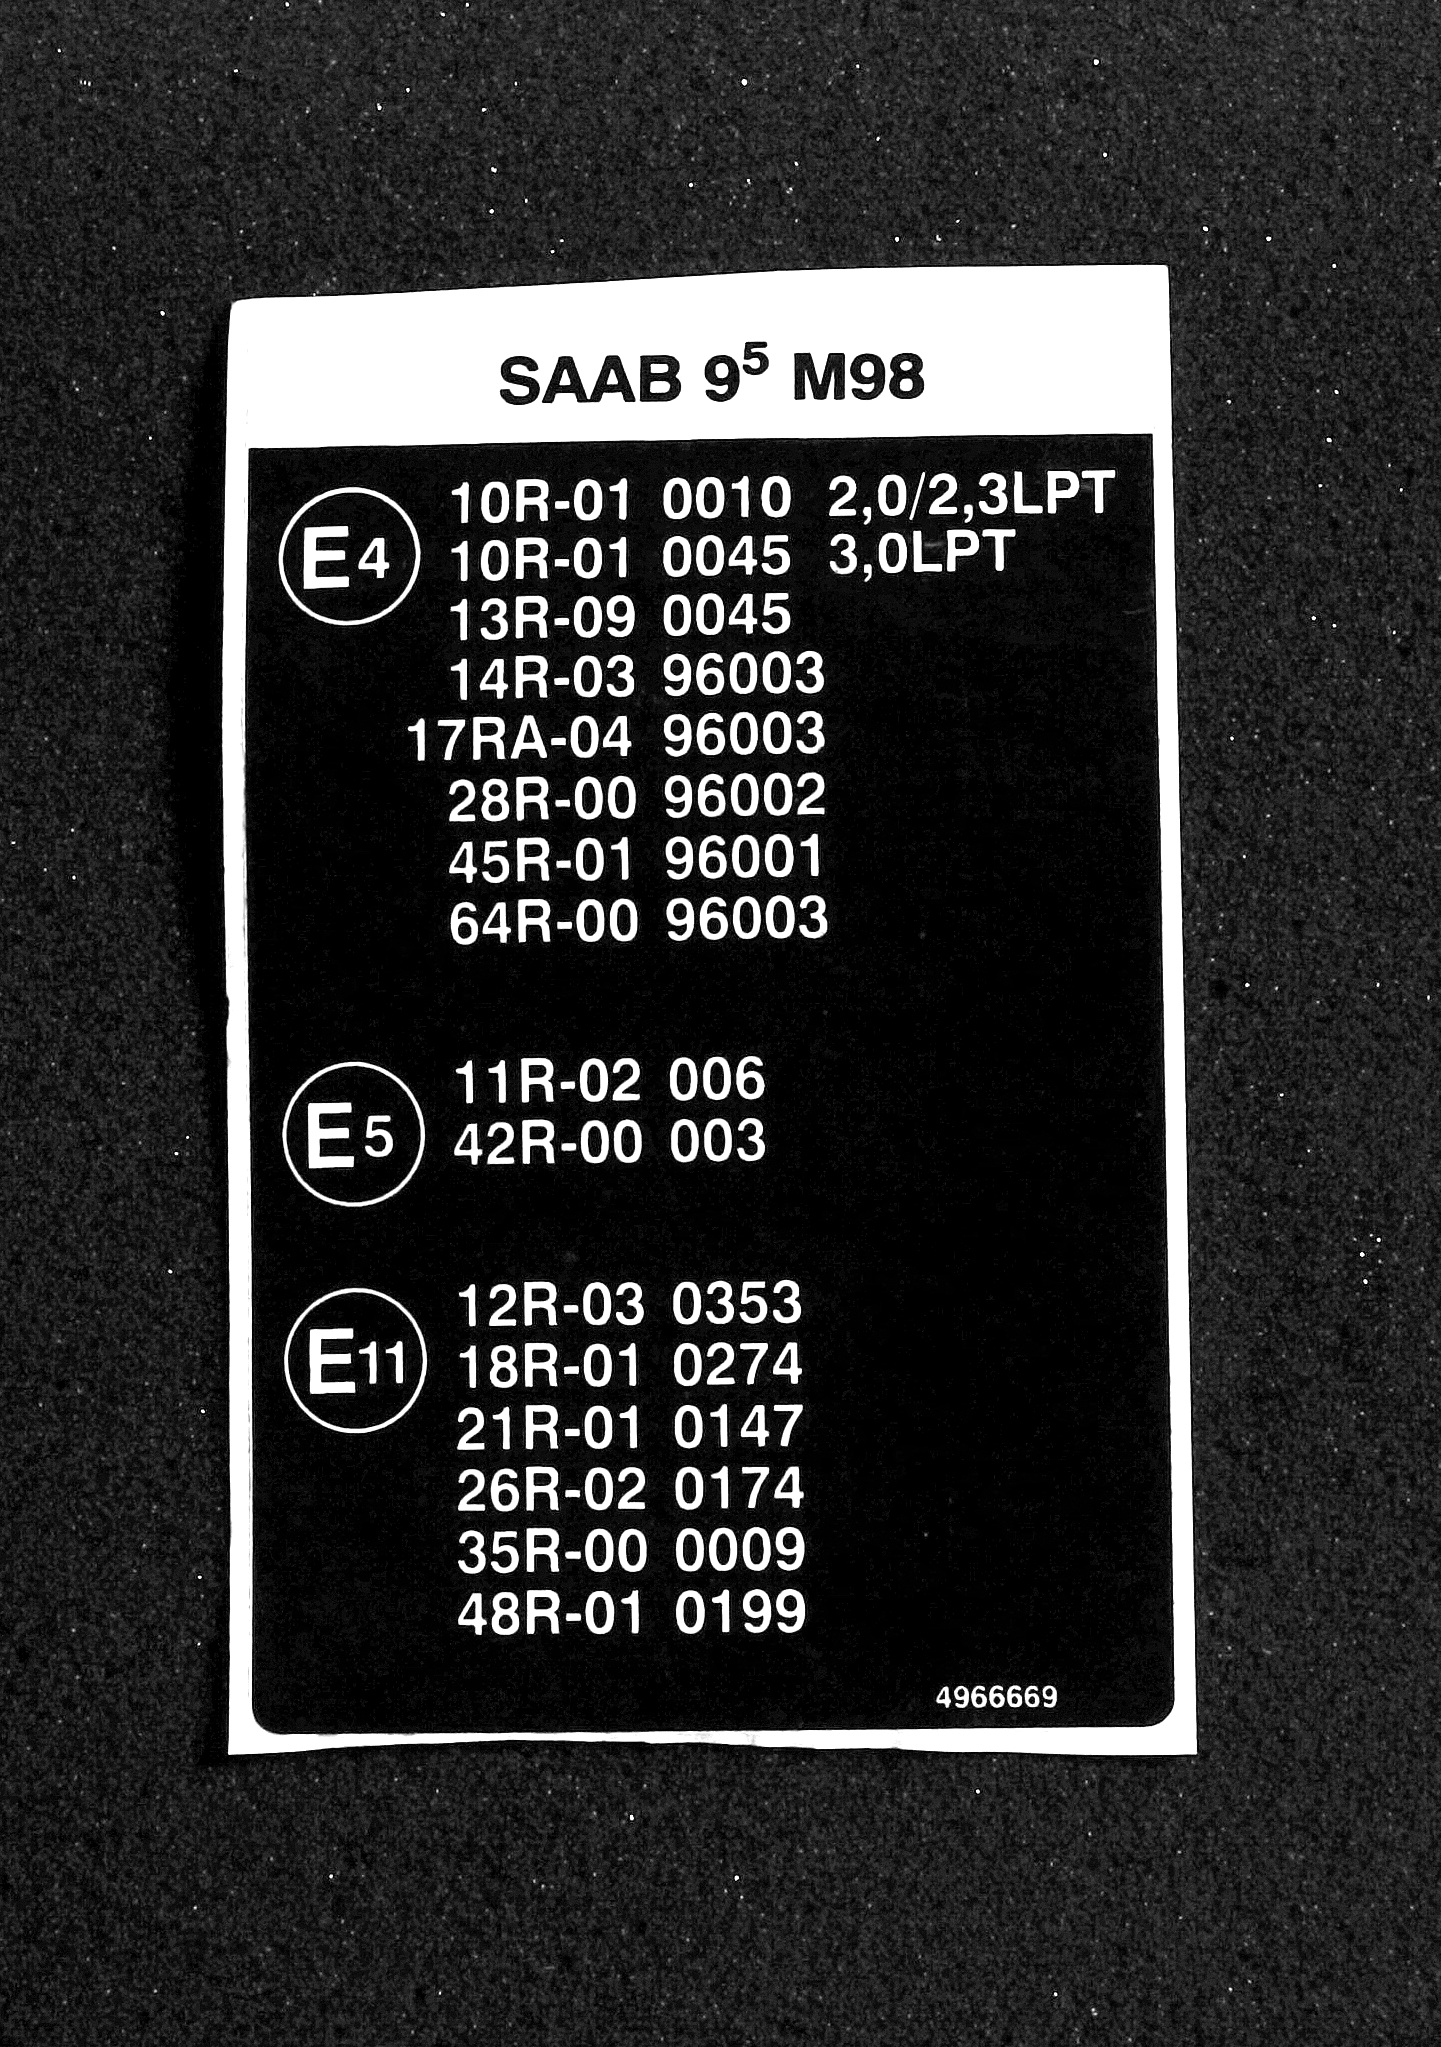 SAAB 9⁵ M98
E4
10R-01 0010 2,0/2,3LPT
10R-01 0045 3,0LPT
13R-09 0045
14R-03 96003
17RA-04 96003
28R-00 96002
45R-01 96001
64R-00 96003
E5
11R-02 006
42R-00 003
E11
12R-03 0353
18R-01 0274
21R-01 0147
26R-02 0174
35R-00 0009
48R-01 0199
4966669